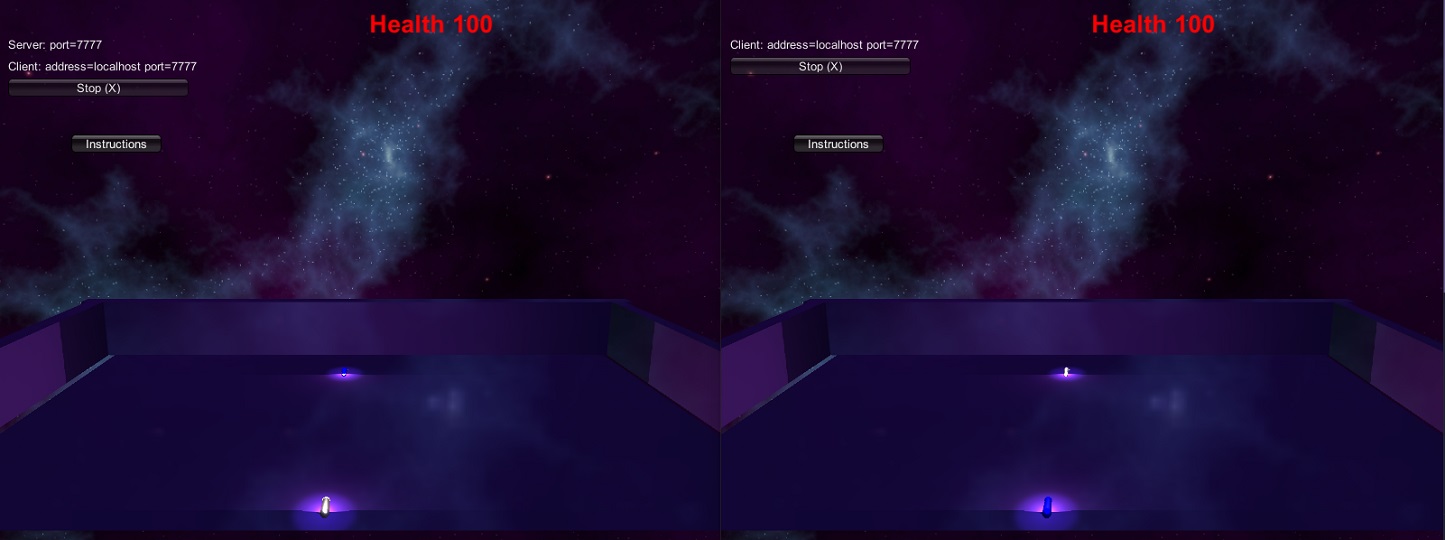 Health 100
Server: port=7777
Client: address=localhost port=7777
Stop (X)
Instructions
Health 100
Client: address=localhost port=7777
Stop (X)
Instructions